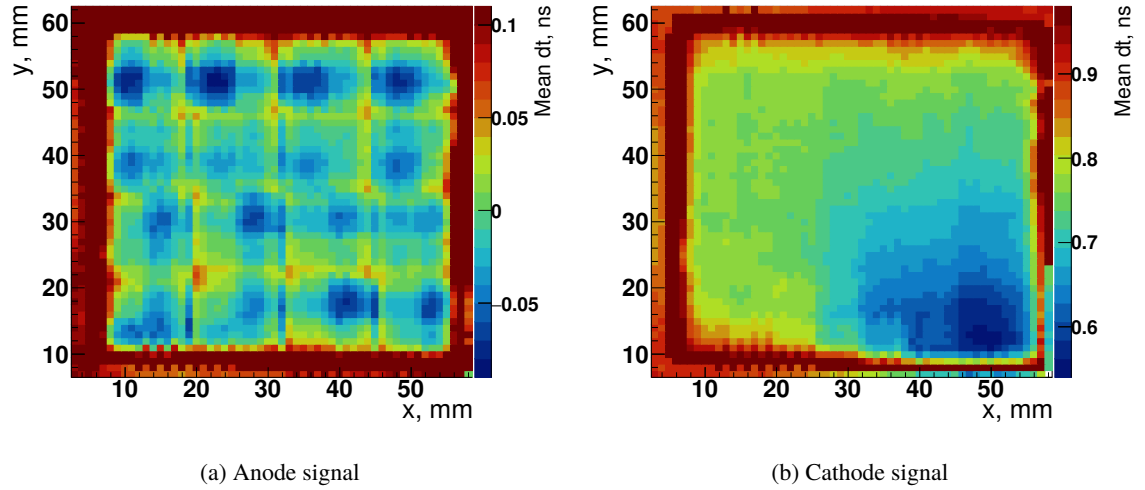 y, mm
60
50
40
30
20
10
10 20 30 40 50
x, mm
Mean dt, ns
0.1
0.05
0
−0.05
(a) Anode signal
y, mm
60
50
40
30
20
10
10 20 30 40 50
x, mm
Mean dt, ns
0.9
0.8
0.7
0.6
(b) Cathode signal